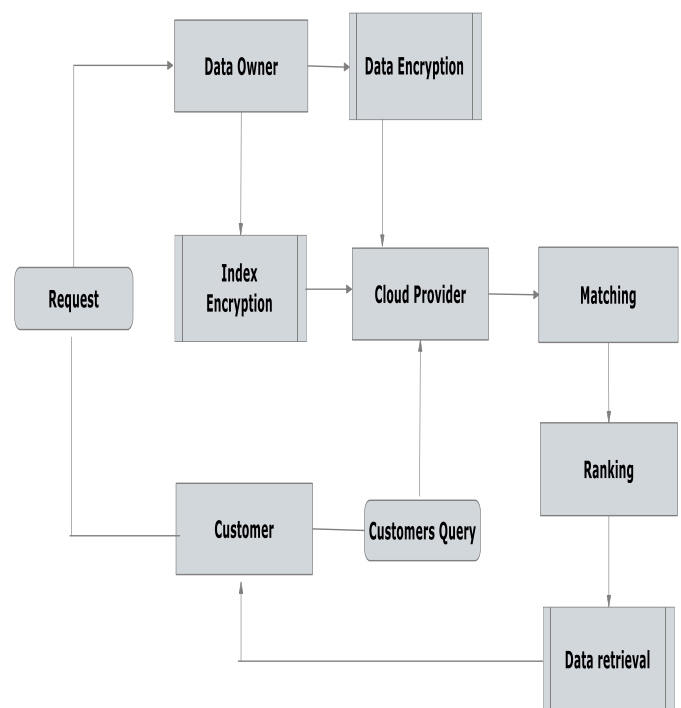 Data Owner
Data Encryption
Request
Index
Encryption
Cloud Provider
Matching
Ranking
Customer
Customers Query
Data retrieval